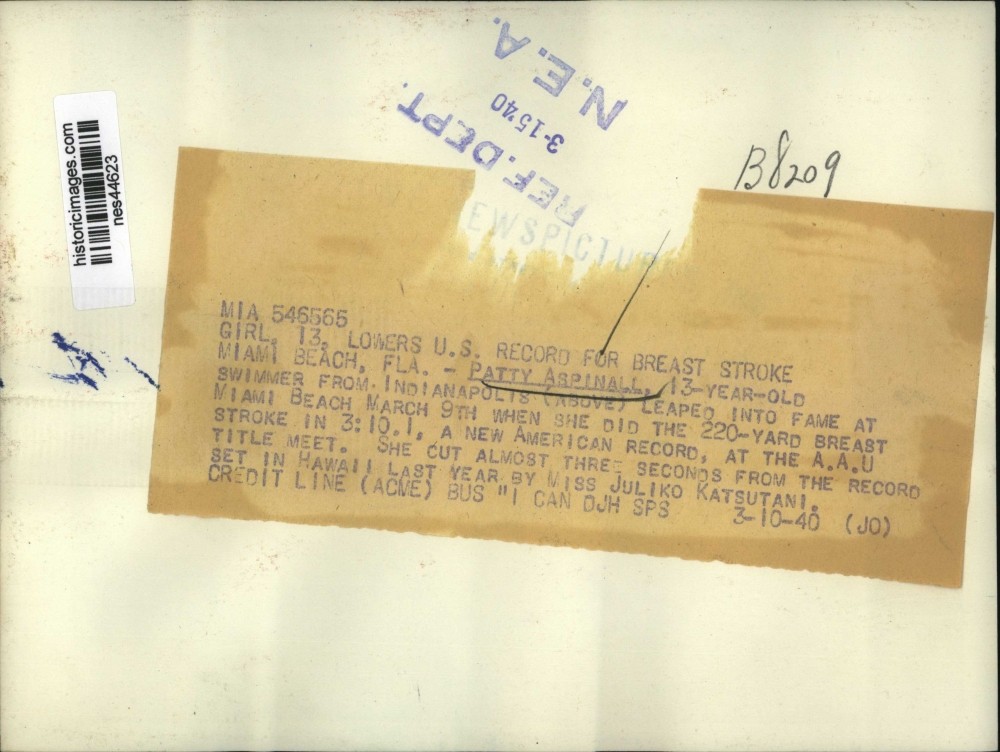 N.E.A.
3-15'40
REF. DEPT.
B8209
historicimages.com
nes44623
EWSPICTU
MIA 546565
GIRL, 13, LOWERS U.S. RECORD FOR BREAST STROKE
MIAMI BEACH, FLA. - PATTY ASPINALL, 13-YEAR-OLD
SWIMMER FROM INDIANAPOLIS (ABOVE) LEAPED INTO FAME AT
MIAMI BEACH MARCH 9TH WHEN SHE DID THE 220-YARD BREAST
STROKE IN 3:10.1, A NEW AMERICAN RECORD, AT THE A.A.U
TITLE MEET. SHE CUT ALMOST THREE SECONDS FROM THE RECORD
SET IN HAWAII LAST YEAR BY MISS JULIKO KATSUTANI.
CREDIT LINE (ACME) BUS "I CAN DJH SPS 3-10-40 (JO)